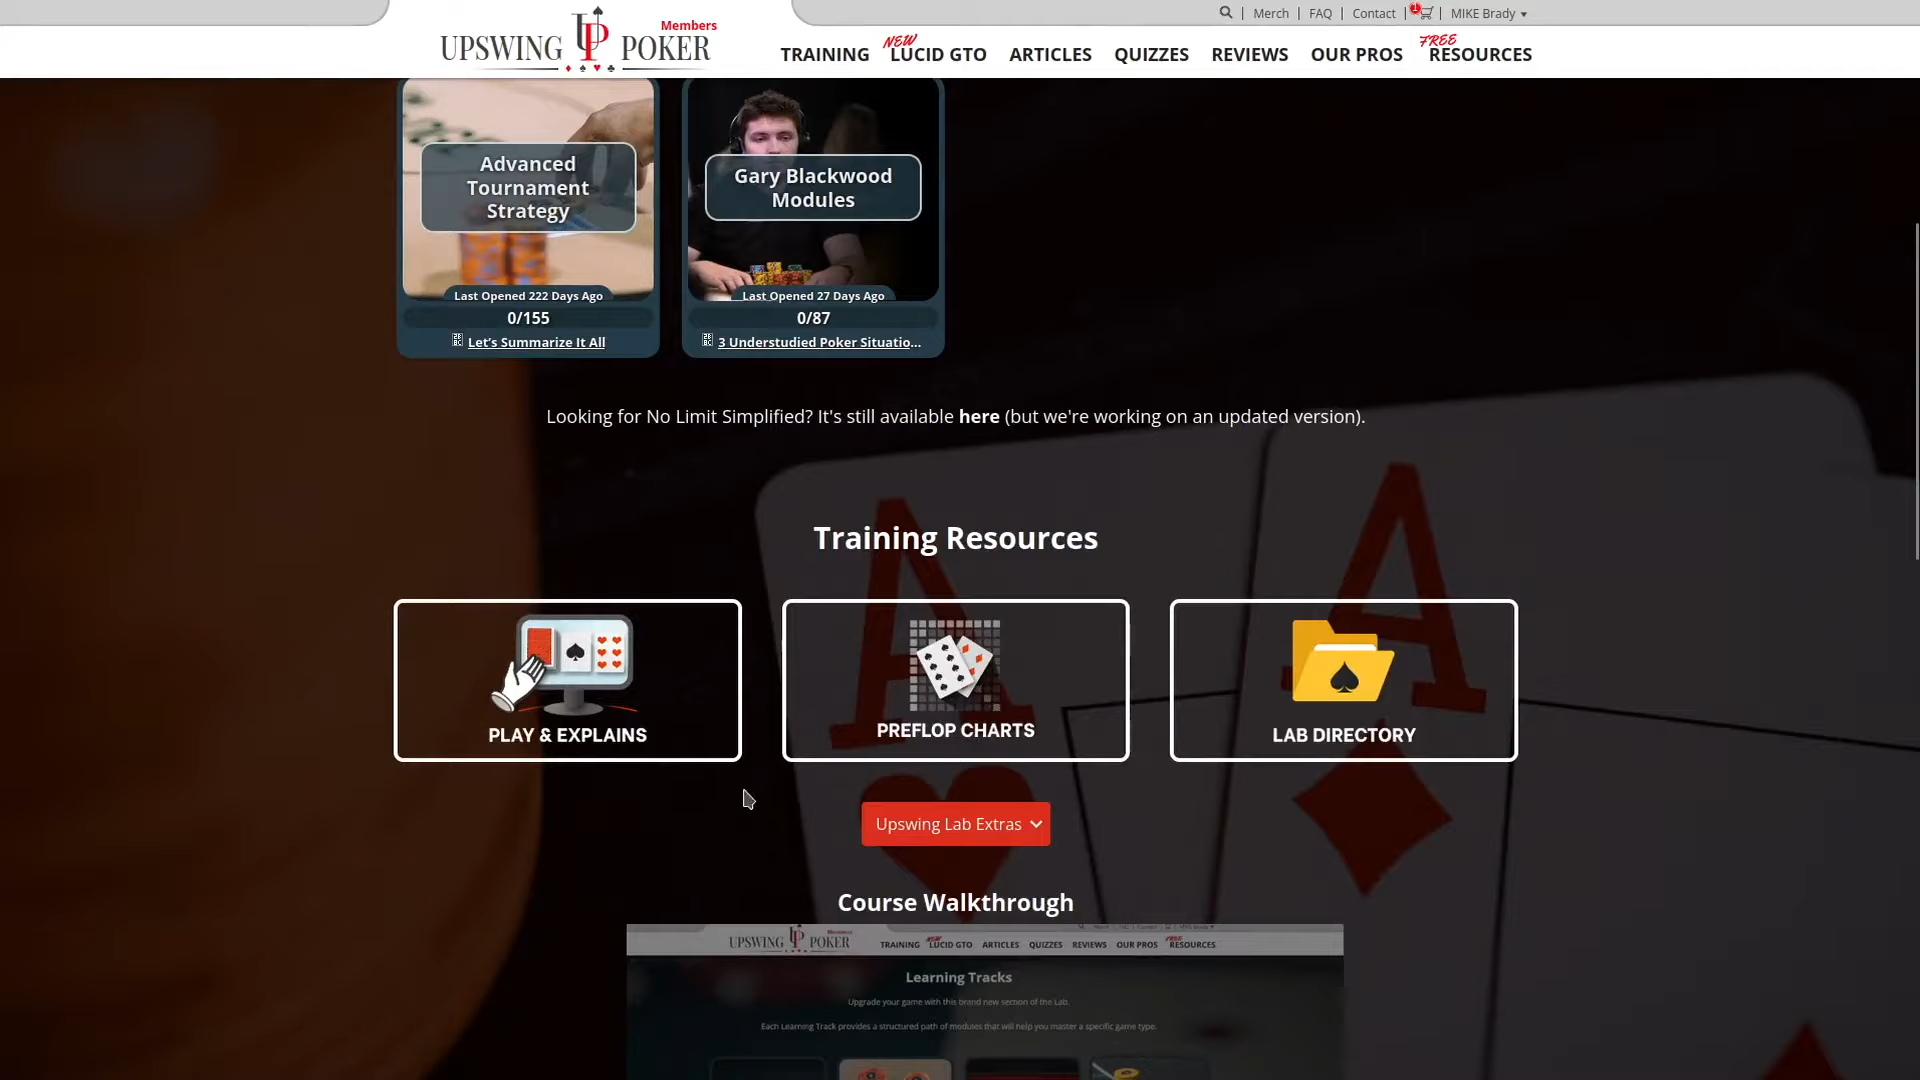 Merch | FAQ | Contact | 1 | MIKE Brady
Members
UPSWING UP POKER
TRAINING
NEW
LUCID GTO
ARTICLES
QUIZZES
REVIEWS
OUR PROS
FREE
RESOURCES
Advanced
Tournament
Strategy
Last Opened 222 Days Ago
0/155
Let's Summarize It All
Gary Blackwood
Modules
Last Opened 27 Days Ago
0/87
3 Understudied Poker Situatio...
Looking for No Limit Simplified? It's still available here (but we're working on an updated version).
Training Resources
PLAY & EXPLAINS
PREFLOP CHARTS
LAB DIRECTORY
Upswing Lab Extras
Course Walkthrough
UPSWING UP POKER
TRAINING
NEW
LUCID GTO
ARTICLES
QUIZZES
REVIEWS
OUR PROS
FREE
RESOURCES
Learning Tracks
Upgrade your game with this brand new section of the Lab.
Each Learning Track provides a structured path of modules that will help you master a specific game type.